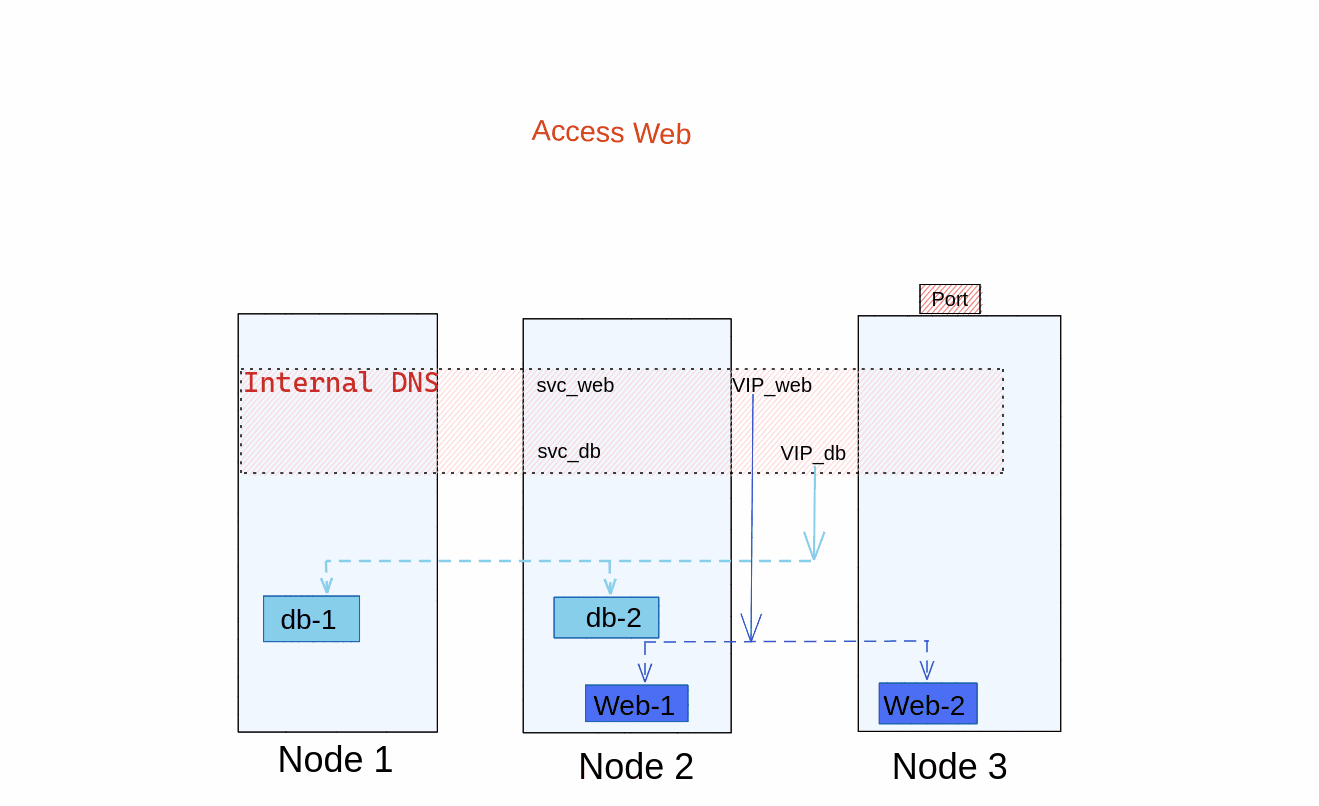 Access Web
Port
Internal DNS
svc_web
VIP_web
svc_db
VIP_db
db-1
db-2
Web-1
Web-2
Node 1
Node 2
Node 3